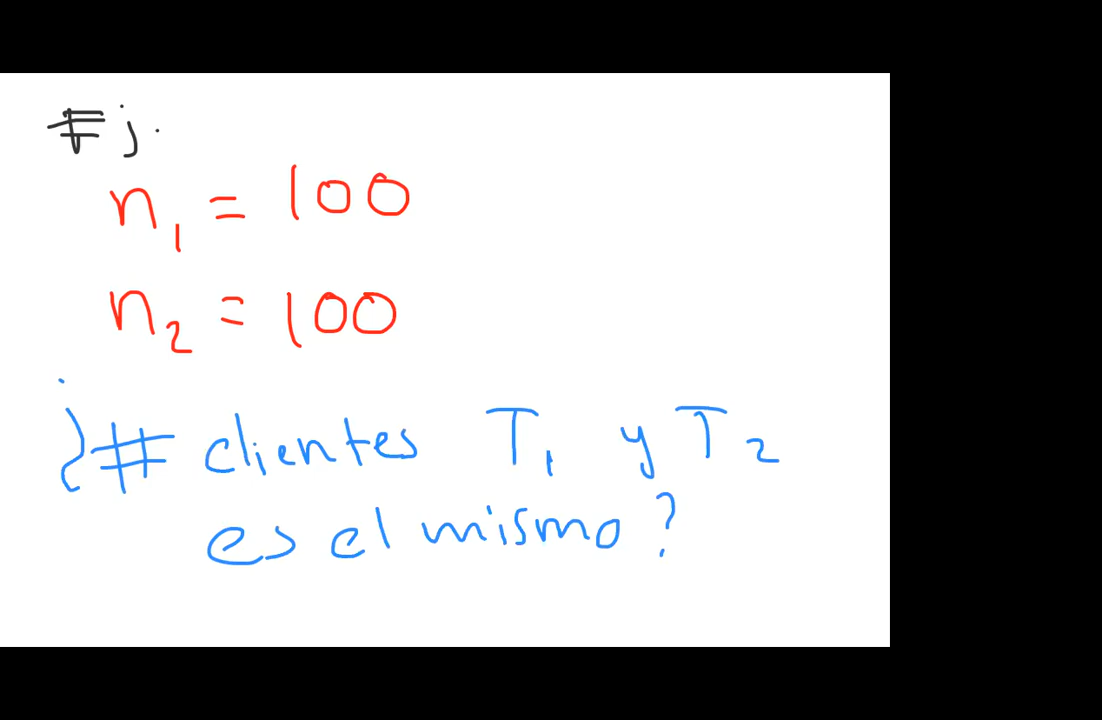 Ej.
n₁ = 100
n₂ = 100
¿# clientes T₁ y T₂
es el mismo?